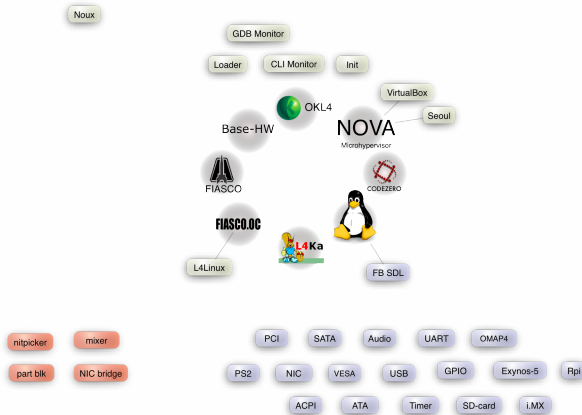 Noux
GDB Monitor
Loader
CLI Monitor
Init
VirtualBox
Seoul
OKL4
Base-HW
NOVA
Microhypervisor
FIASCO
CODEZERO
FIASCO.OC
L4Ka
L4Linux
FB SDL
nitpicker
mixer
PCI
SATA
Audio
UART
OMAP4
part blk
NIC bridge
PS2
NIC
VESA
USB
GPIO
Exynos-5
Rpi
ACPI
ATA
Timer
SD-card
i.MX